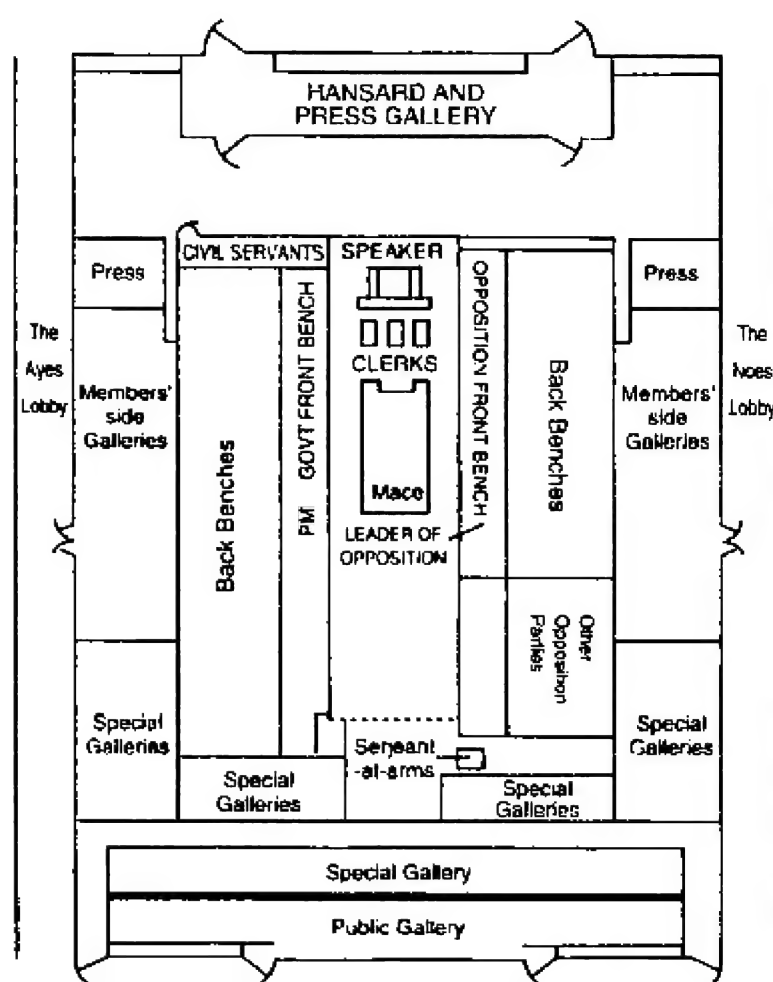 HANSARD AND
PRESS GALLERY
CIVIL SERVANTS
SPEAKER
Press
Press
OPPOSITION FRONT BENCH
GOVT FRONT BENCH
PM
CLERKS
The
Ayes
Lobby
The
Noes
Lobby
Members'
side
Galleries
Members'
side
Galleries
Back Benches
Back Benches
Mace
LEADER OF
OPPOSITION
Other
Opposition
Parties
Special
Galleries
Special
Galleries
Serjeant
-at-arms
Special
Galleries
Special
Galleries
Special Gallery
Public Gallery